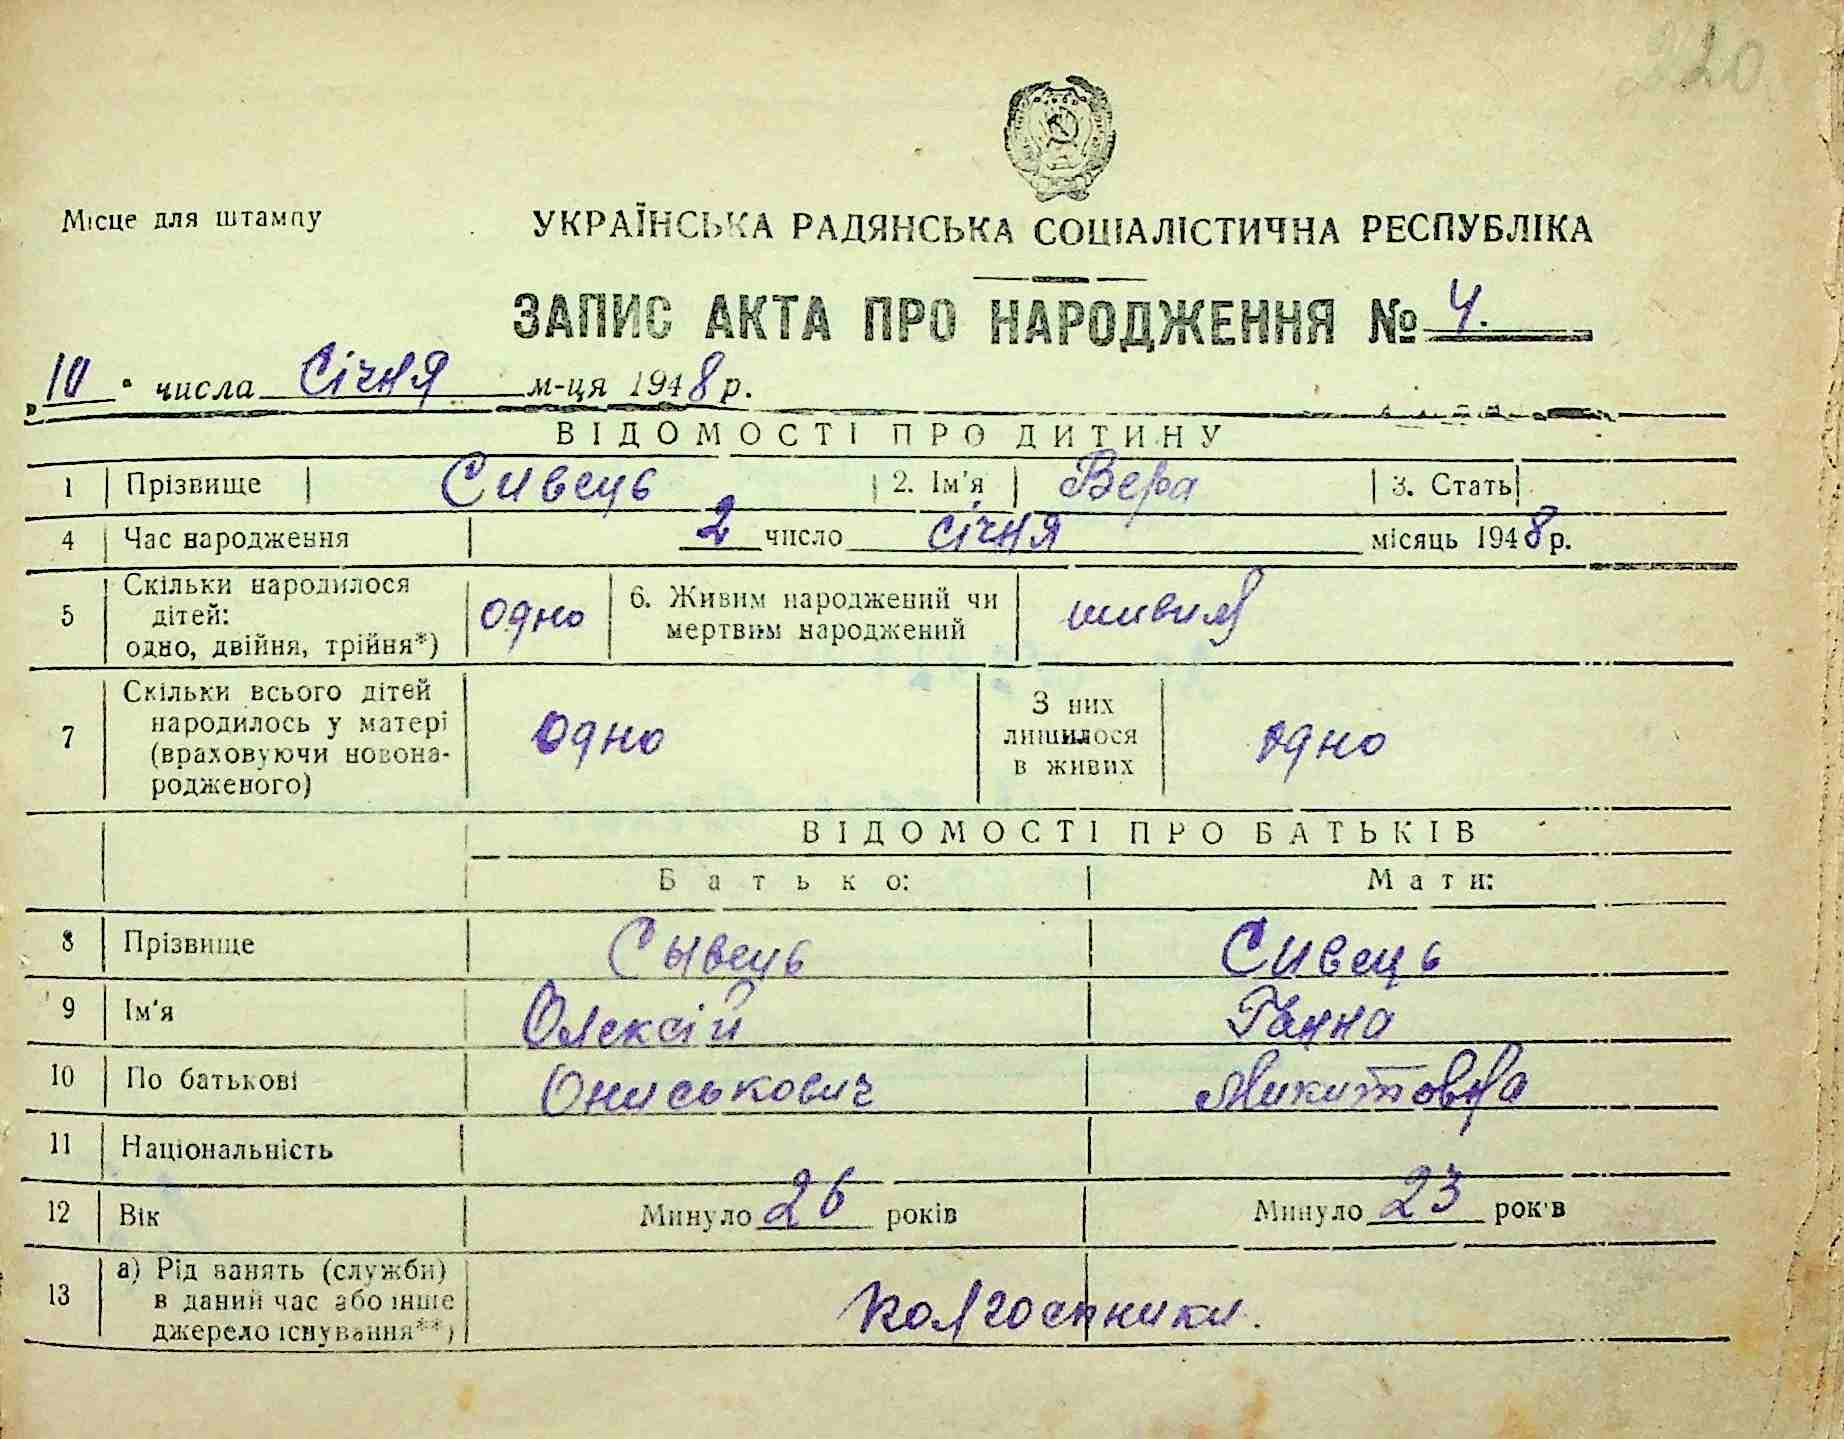 220
Місце для штампу
УКРАЇНСЬКА РАДЯНСЬКА СОЦІАЛІСТИЧНА РЕСПУБЛІКА
ЗАПИС АКТА ПРО НАРОДЖЕННЯ № 4.
„10" числа Січня м-ця 1948 р.
ВІДОМОСТІ ПРО ДИТИНУ
1 Прізвище Сивець 2. Ім'я Вера 3. Стать
4 Час народження 2 число січня місяць 1948 р.
5 Скільки народилося дітей: одно, двійня, трійня*) одно 6. Живим народжений чи мертвим народжений живим
7 Скільки всього дітей народилось у матері (враховуючи новонародженого) одно З них лишилося в живих одно
ВІДОМОСТІ ПРО БАТЬКІВ
Батько: Мати:
8 Прізвище Сывець Сивець
9 Ім'я Олексій Ганна
10 По батькові Ониськович Микитовна
11 Національність
12 Вік Минуло 26 років Минуло 23 років
13 а) Рід занять (служби) в даний час або інше джерело існування**) Колгоспники.